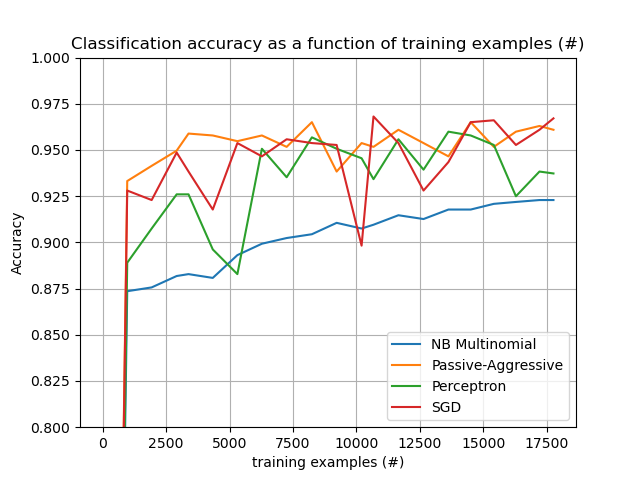 Classification accuracy as a function of training examples (#)
1.000
0.975
0.950
0.925
0.900
0.875
0.850
0.825
0.800
Accuracy
NB Multinomial
Passive-Aggressive
Perceptron
SGD
0 2500 5000 7500 10000 12500 15000 17500
training examples (#)